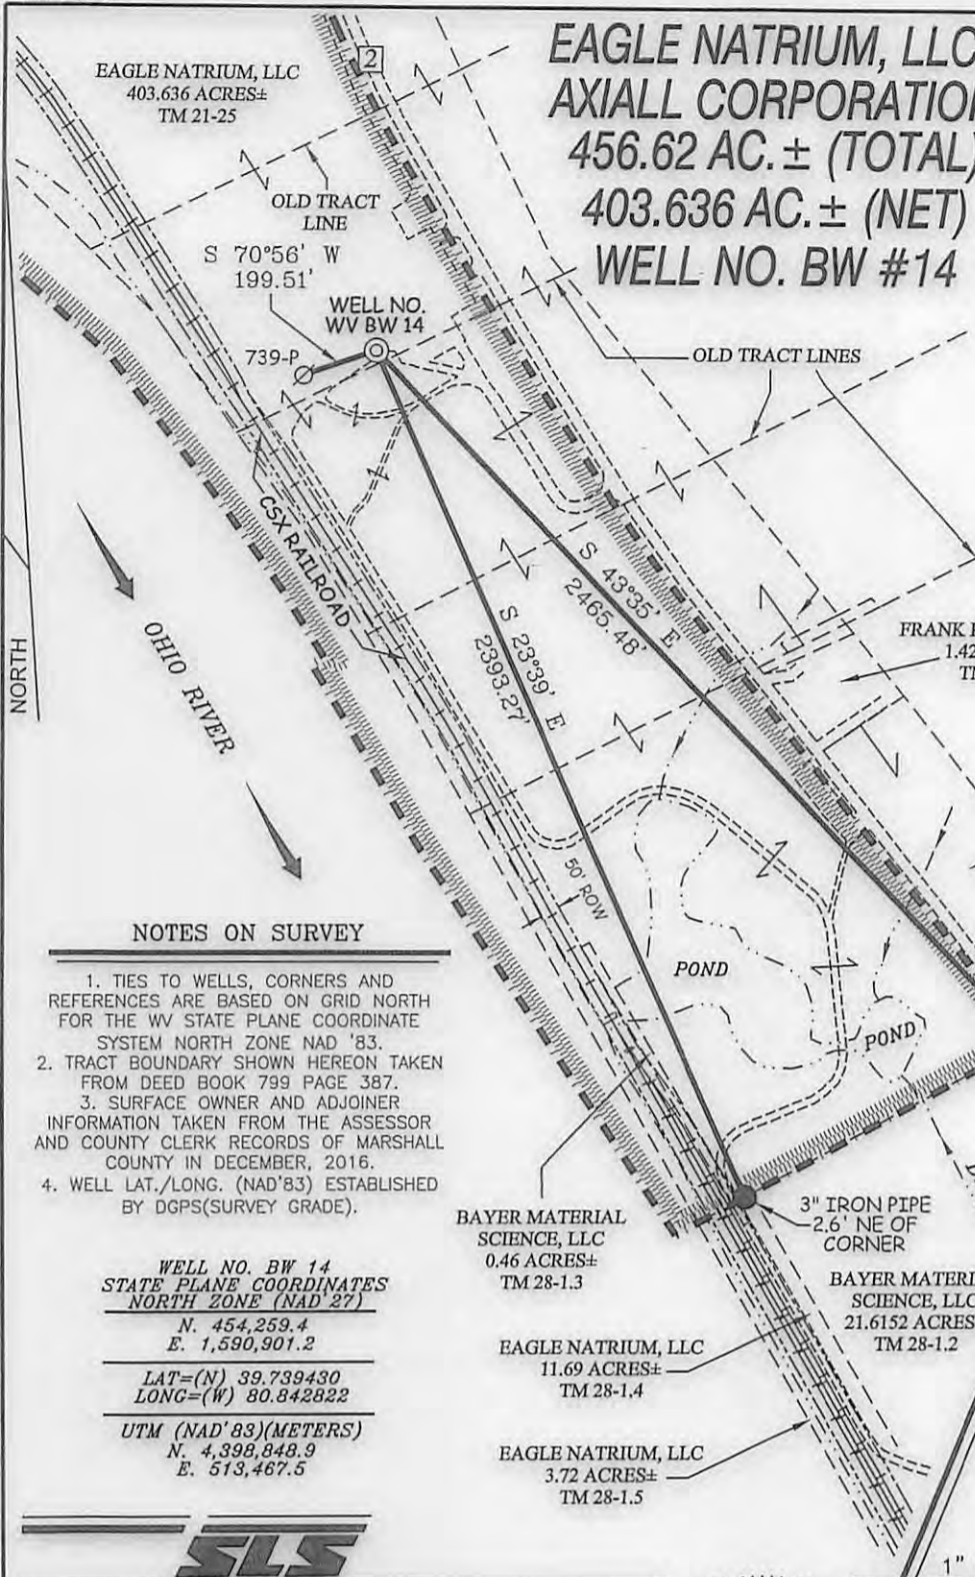 EAGLE NATRIUM, LLC
AXIALL CORPORATION
456.62 AC.± (TOTAL)
403.636 AC.± (NET)
WELL NO. BW #14
EAGLE NATRIUM, LLC
403.636 ACRES±
TM 21-25
2
OLD TRACT
LINE
S 70°56' W
199.51'
WELL NO.
WV BW 14
739-P
OLD TRACT LINES
CSX RAILROAD
NORTH
OHIO RIVER
S 43°35' E
2465.48'
S 23°39' E
2393.27'
FRANK
1.42
50' ROW
POND
POND
NOTES ON SURVEY
1. TIES TO WELLS, CORNERS AND
REFERENCES ARE BASED ON GRID NORTH
FOR THE WV STATE PLANE COORDINATE
SYSTEM NORTH ZONE NAD '83.
2. TRACT BOUNDARY SHOWN HEREON TAKEN
FROM DEED BOOK 799 PAGE 387.
3. SURFACE OWNER AND ADJOINER
INFORMATION TAKEN FROM THE ASSESSOR
AND COUNTY CLERK RECORDS OF MARSHALL
COUNTY IN DECEMBER, 2016.
4. WELL LAT./LONG. (NAD'83) ESTABLISHED
BY DGPS(SURVEY GRADE).
3" IRON PIPE
2.6' NE OF
CORNER
BAYER MATERIAL
SCIENCE, LLC
0.46 ACRES±
TM 28-1.3
BAYER MATERI
SCIENCE, LLC
21.6152 ACRES
TM 28-1.2
WELL NO. BW 14
STATE PLANE COORDINATES
NORTH ZONE (NAD'27)
N. 454,259.4
E. 1,590,901.2
LAT=(N) 39.739430
LONG=(W) 80.842822
UTM (NAD'83)(METERS)
N. 4,398,848.9
E. 513,467.5
EAGLE NATRIUM, LLC
11.69 ACRES±
TM 28-1.4
EAGLE NATRIUM, LLC
3.72 ACRES±
TM 28-1.5
SLS
1"